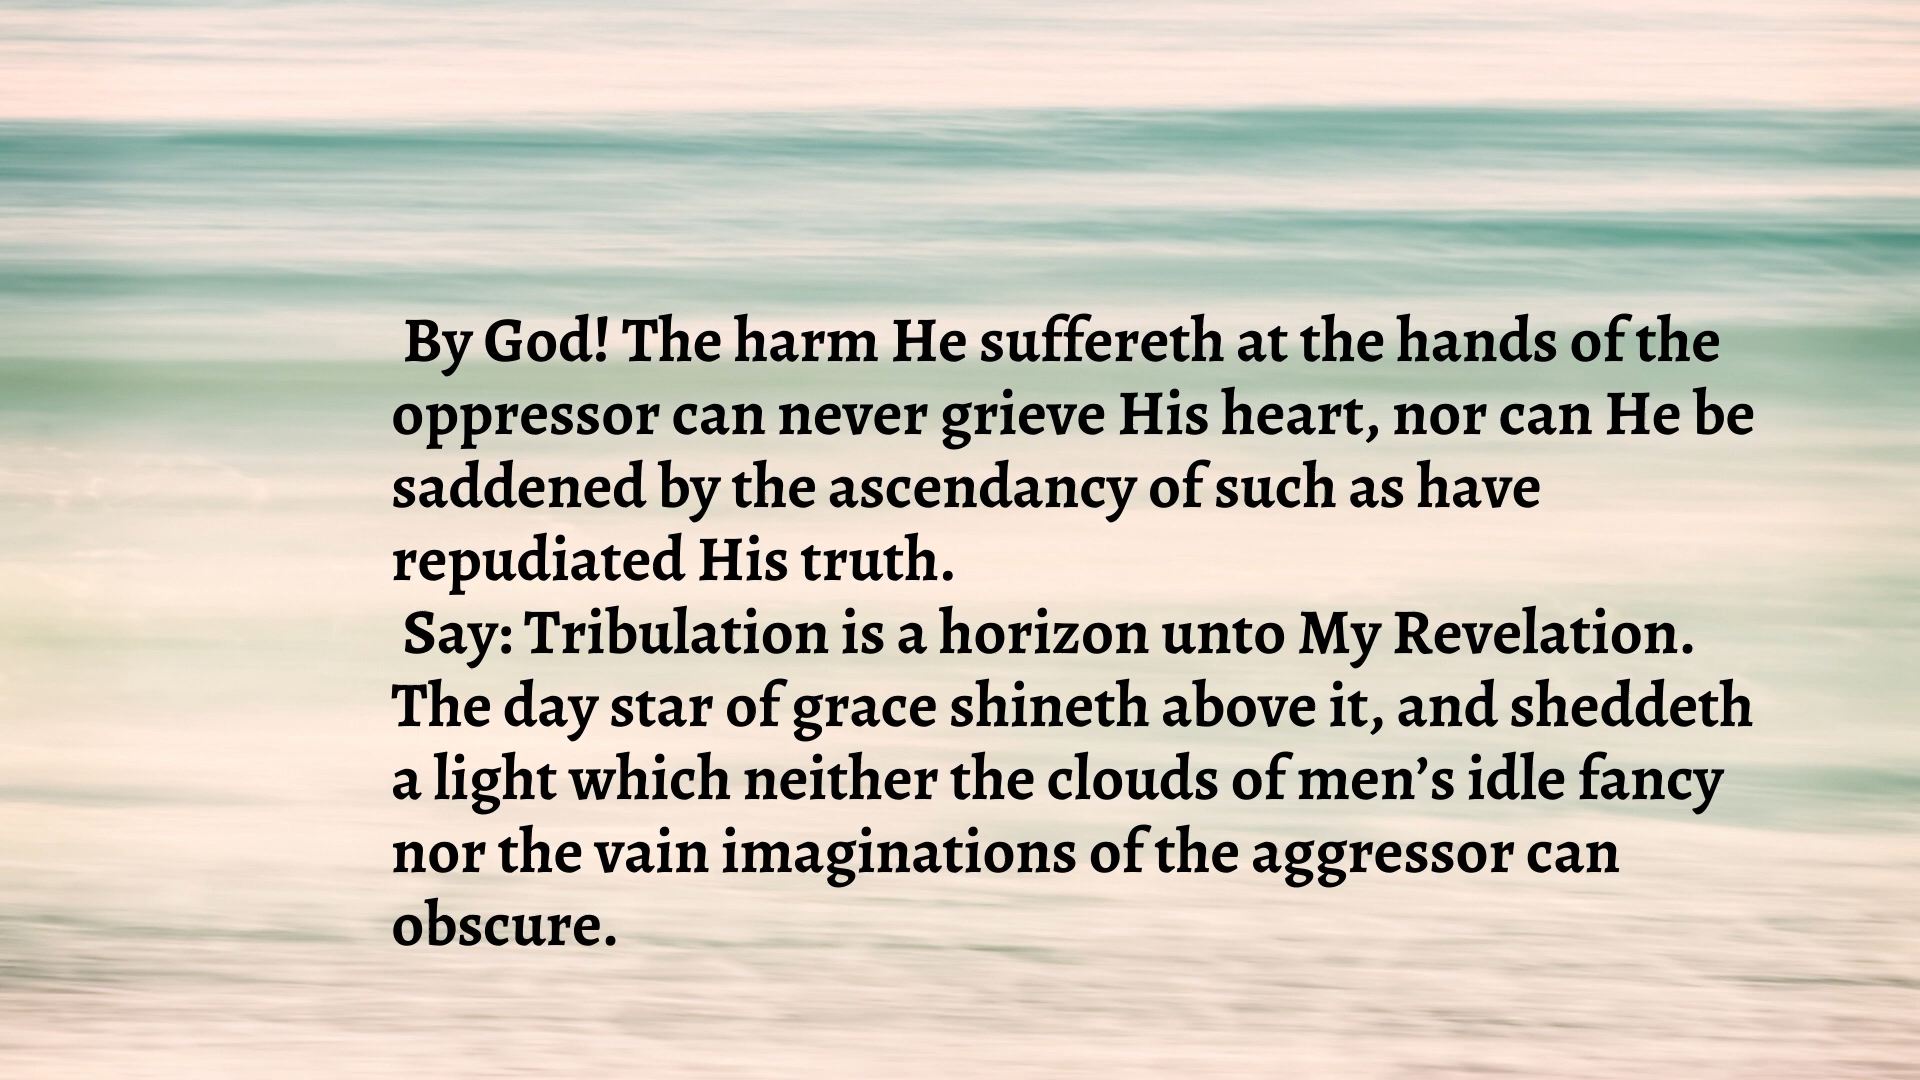 By God! The harm He suffereth at the hands of the
oppressor can never grieve His heart, nor can He be
saddened by the ascendancy of such as have
repudiated His truth.
Say: Tribulation is a horizon unto My Revelation.
The day star of grace shineth above it, and sheddeth
a light which neither the clouds of men’s idle fancy
nor the vain imaginations of the aggressor can
obscure.